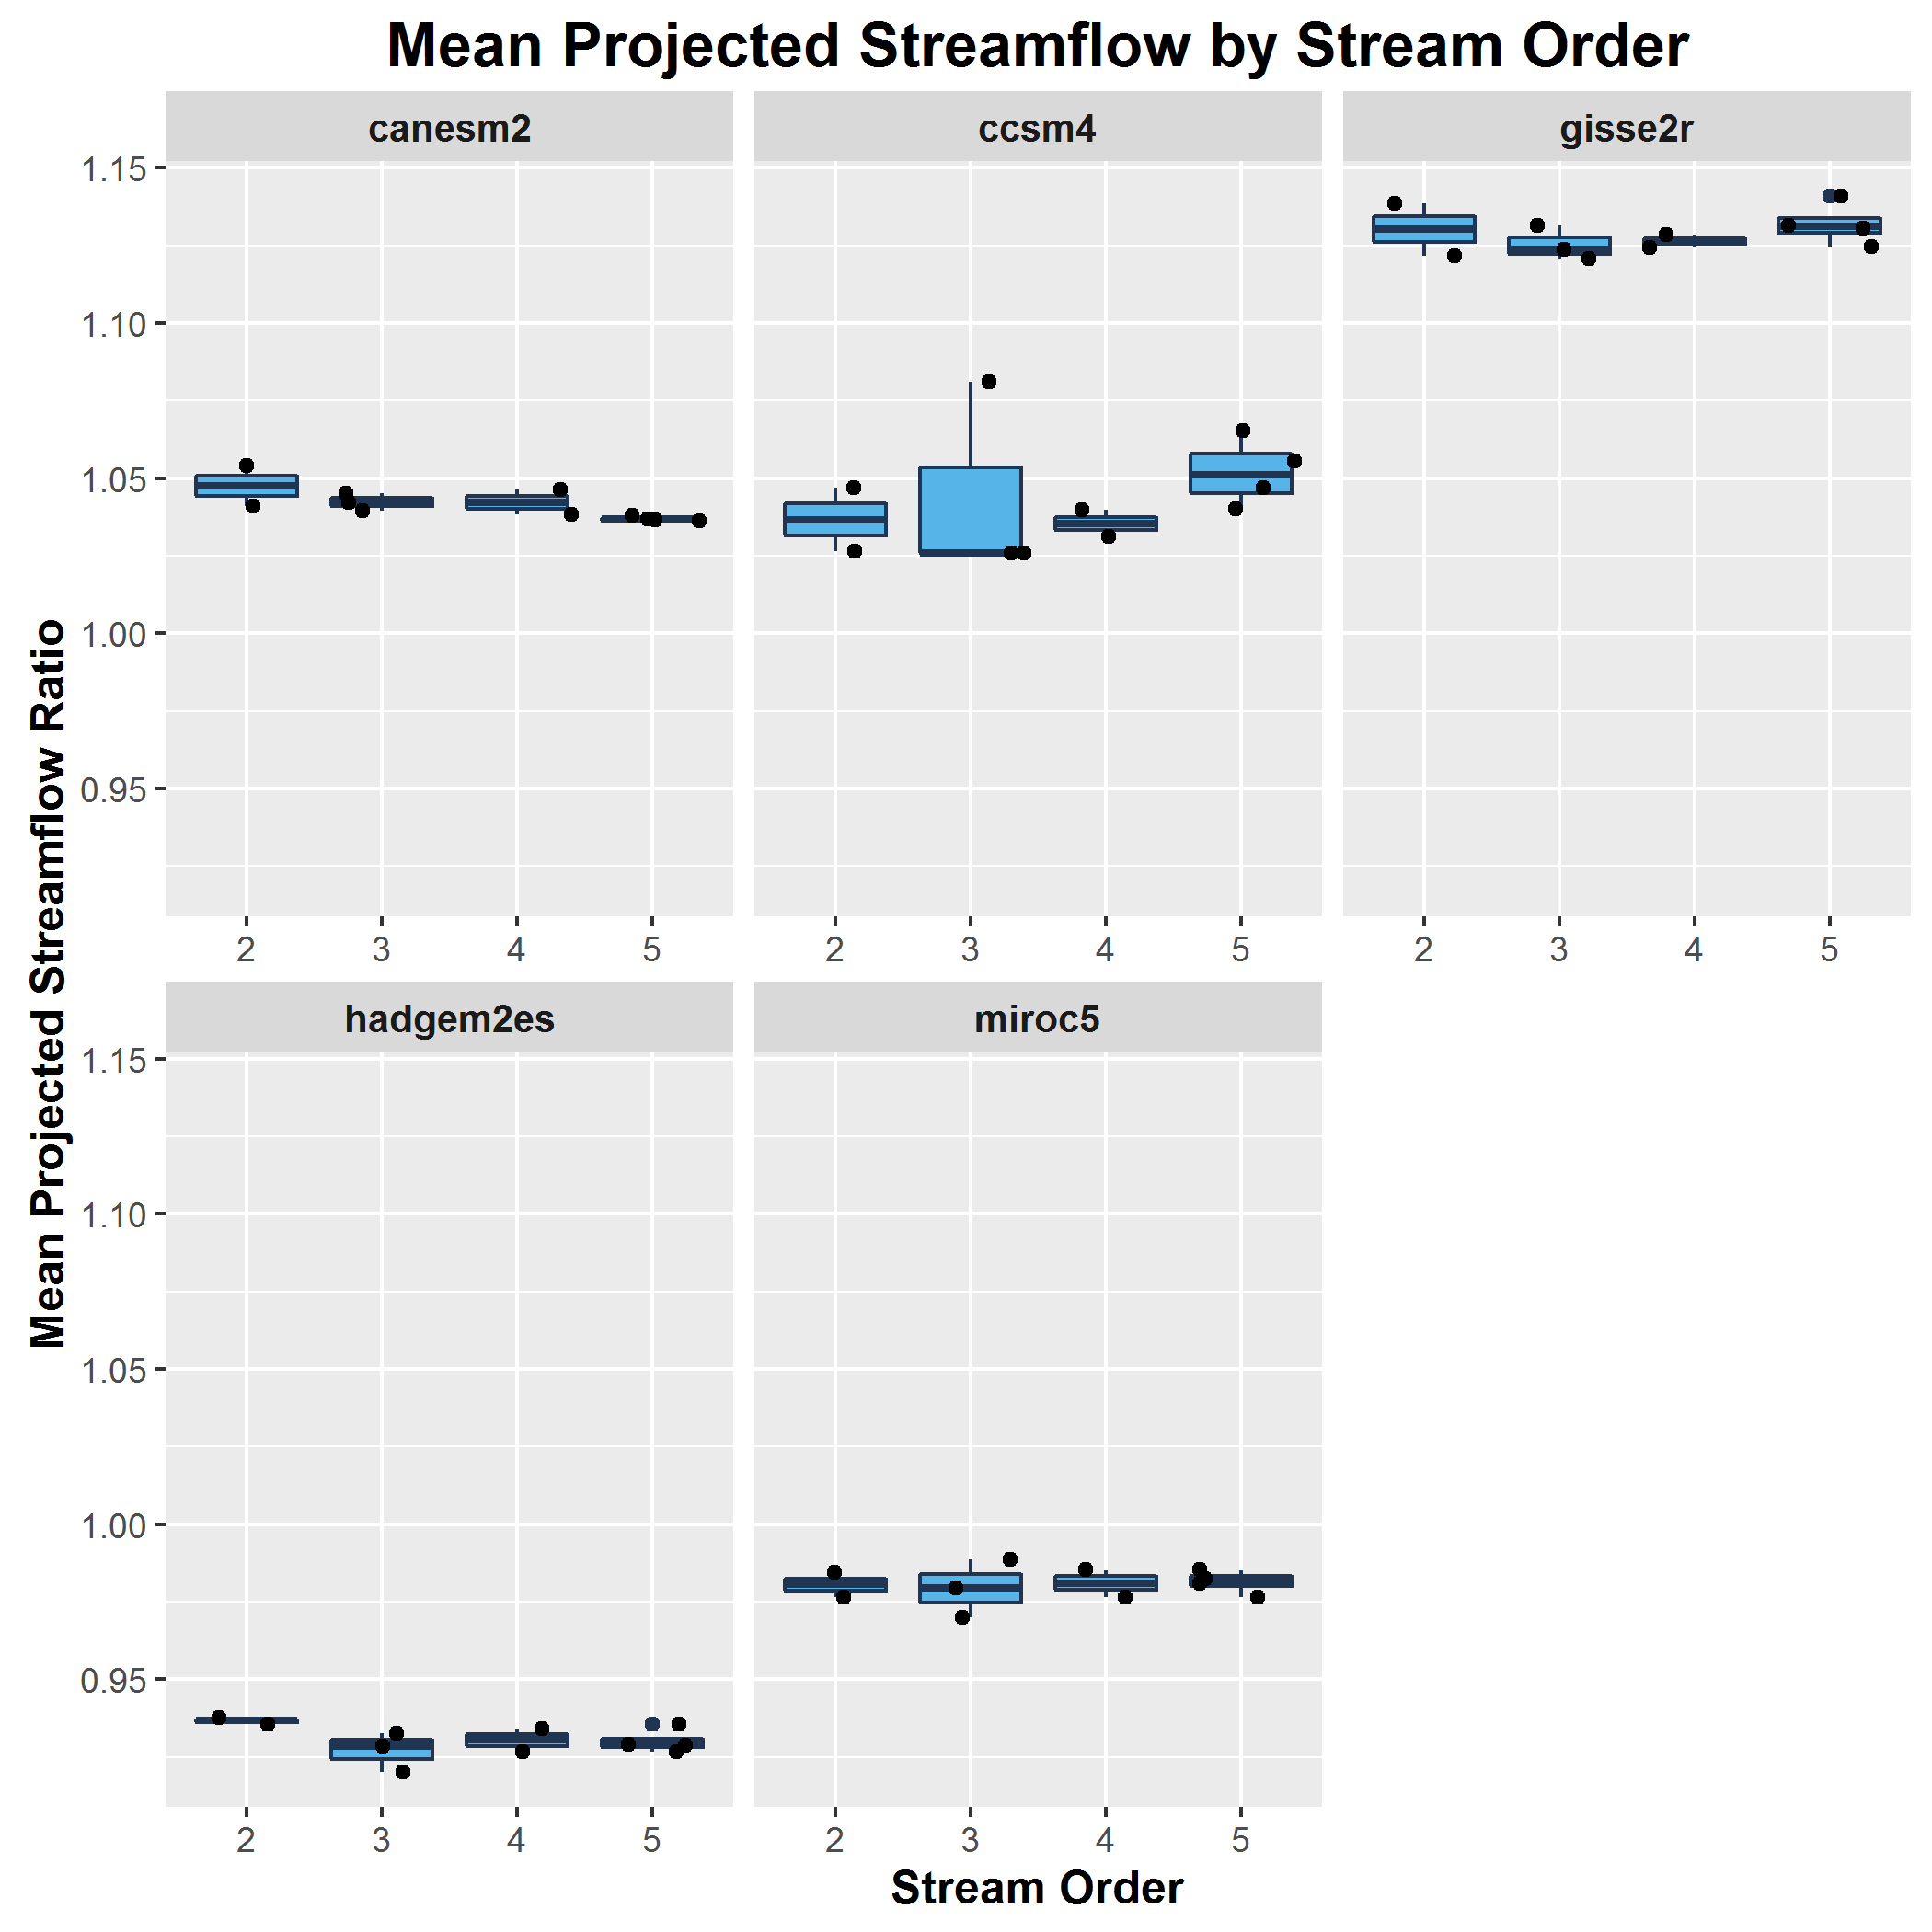 Mean Projected Streamflow by Stream Order
canesm2
ccsm4
gisse2r
1.15
1.10
1.05
1.00
0.95
2 3 4 5
2 3 4 5
2 3 4 5
Mean Projected Streamflow Ratio
hadgem2es
miroc5
1.15
1.10
1.05
1.00
0.95
2 3 4 5
2 3 4 5
Stream Order